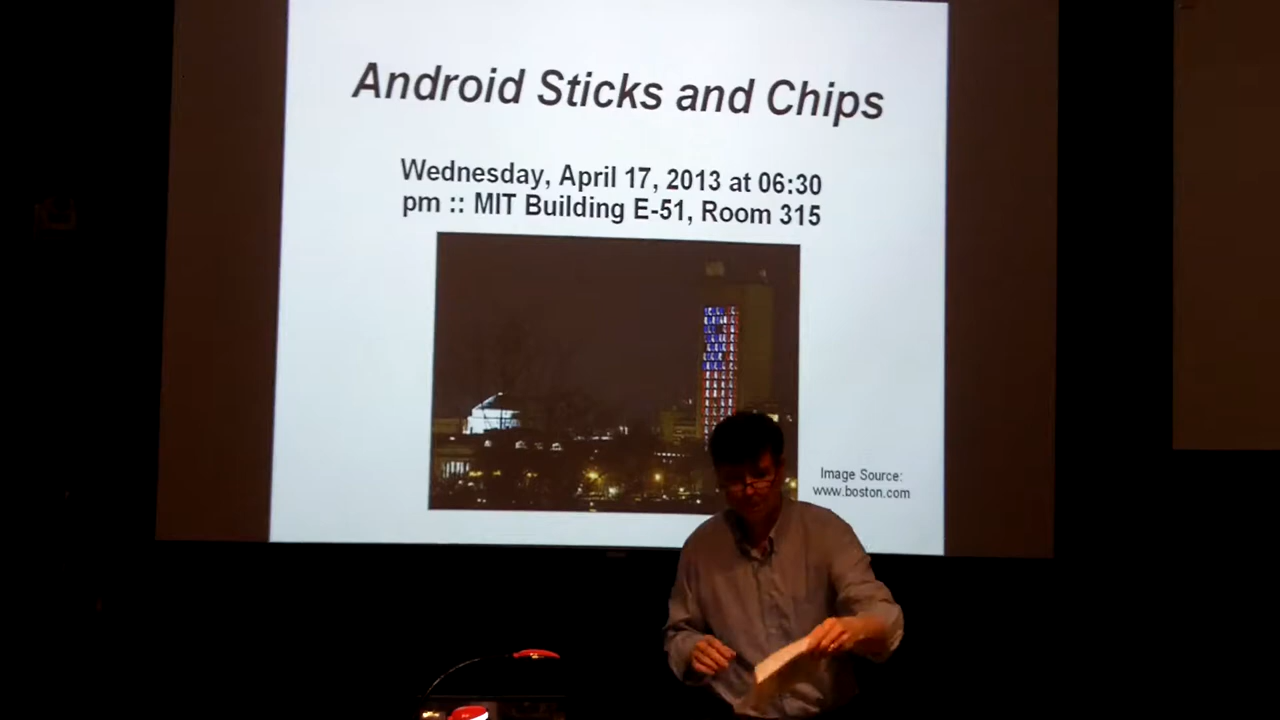 Android Sticks and Chips
Wednesday, April 17, 2013 at 06:30
pm :: MIT Building E-51, Room 315
Image Source:
www.boston.com